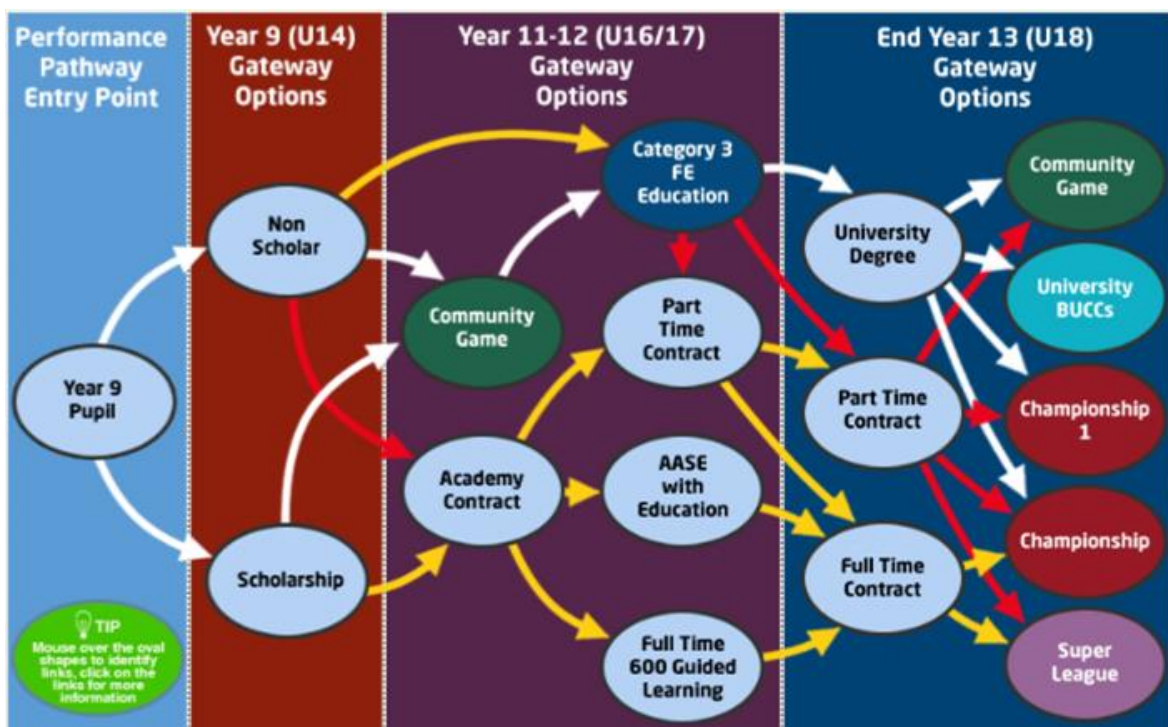 Performance
Pathway
Entry Point
Year 9 (U14)
Gateway
Options
Year 11-12 (U16/17)
Gateway
Options
End Year 13 (U18)
Gateway
Options
Year 9
Pupil
TIP
Mouse over the oval
shapes to identify
links, click on the
links for more
information
Non
Scholar
Scholarship
Community
Game
Academy
Contract
Category 3
FE
Education
Part
Time
Contract
AASE
with
Education
Full Time
600 Guided
Learning
University
Degree
Part Time
Contract
Full Time
Contract
Community
Game
University
BUCCs
Championship
1
Championship
Super
League